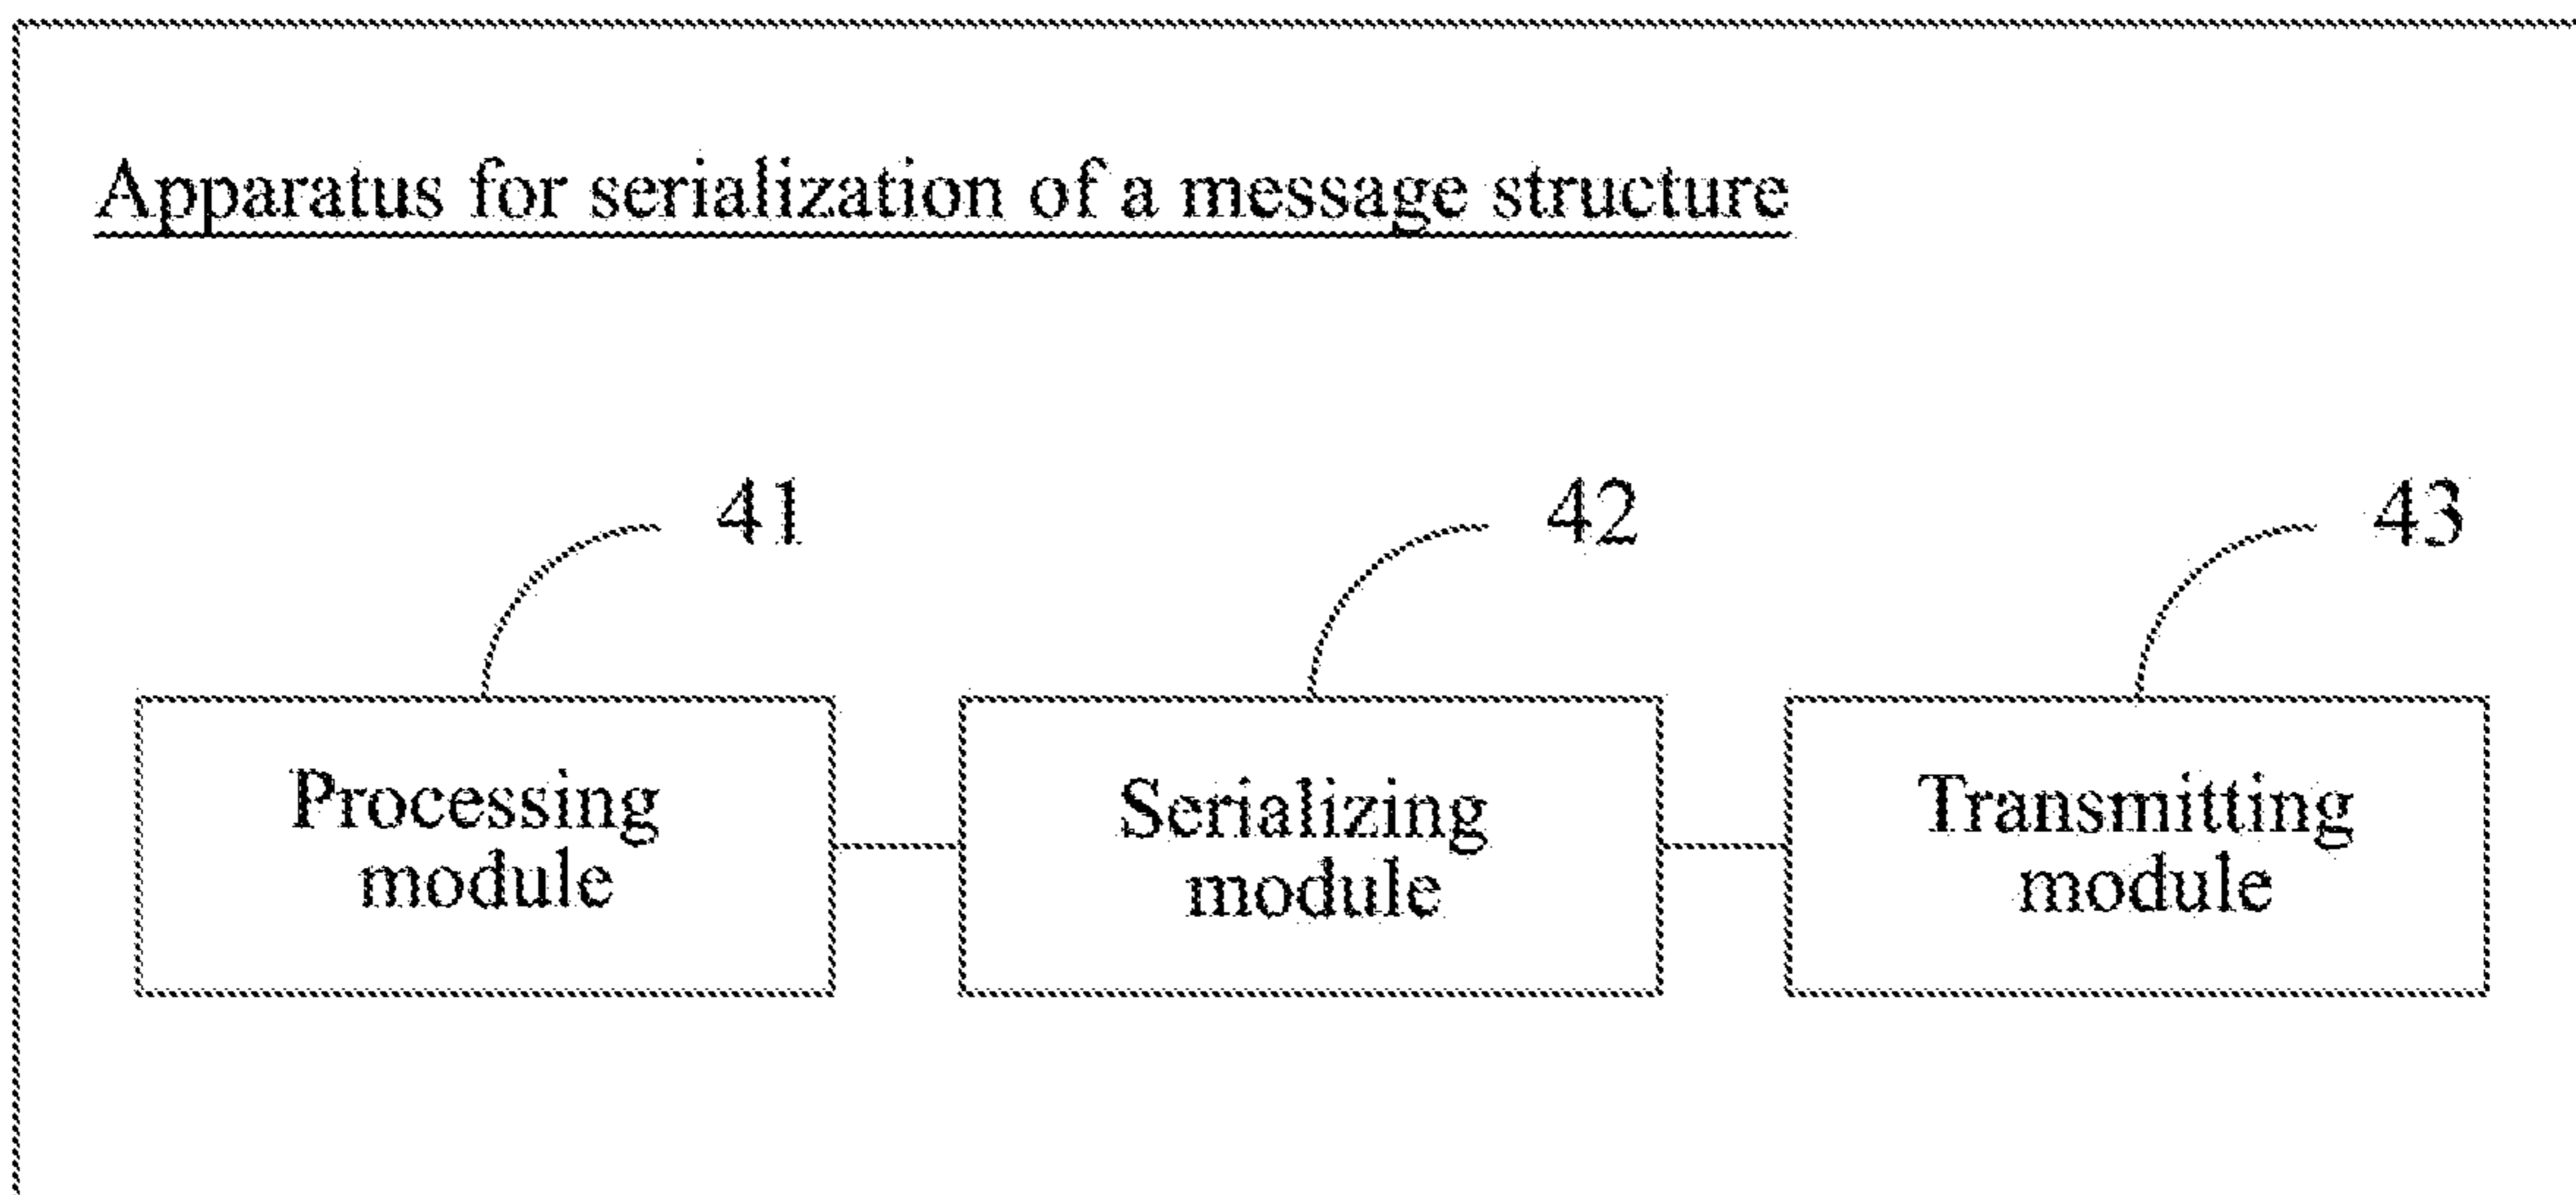 Apparatus for serialization of a message structure
41 42 43
Processing
module
Serializing
module
Transmitting
module